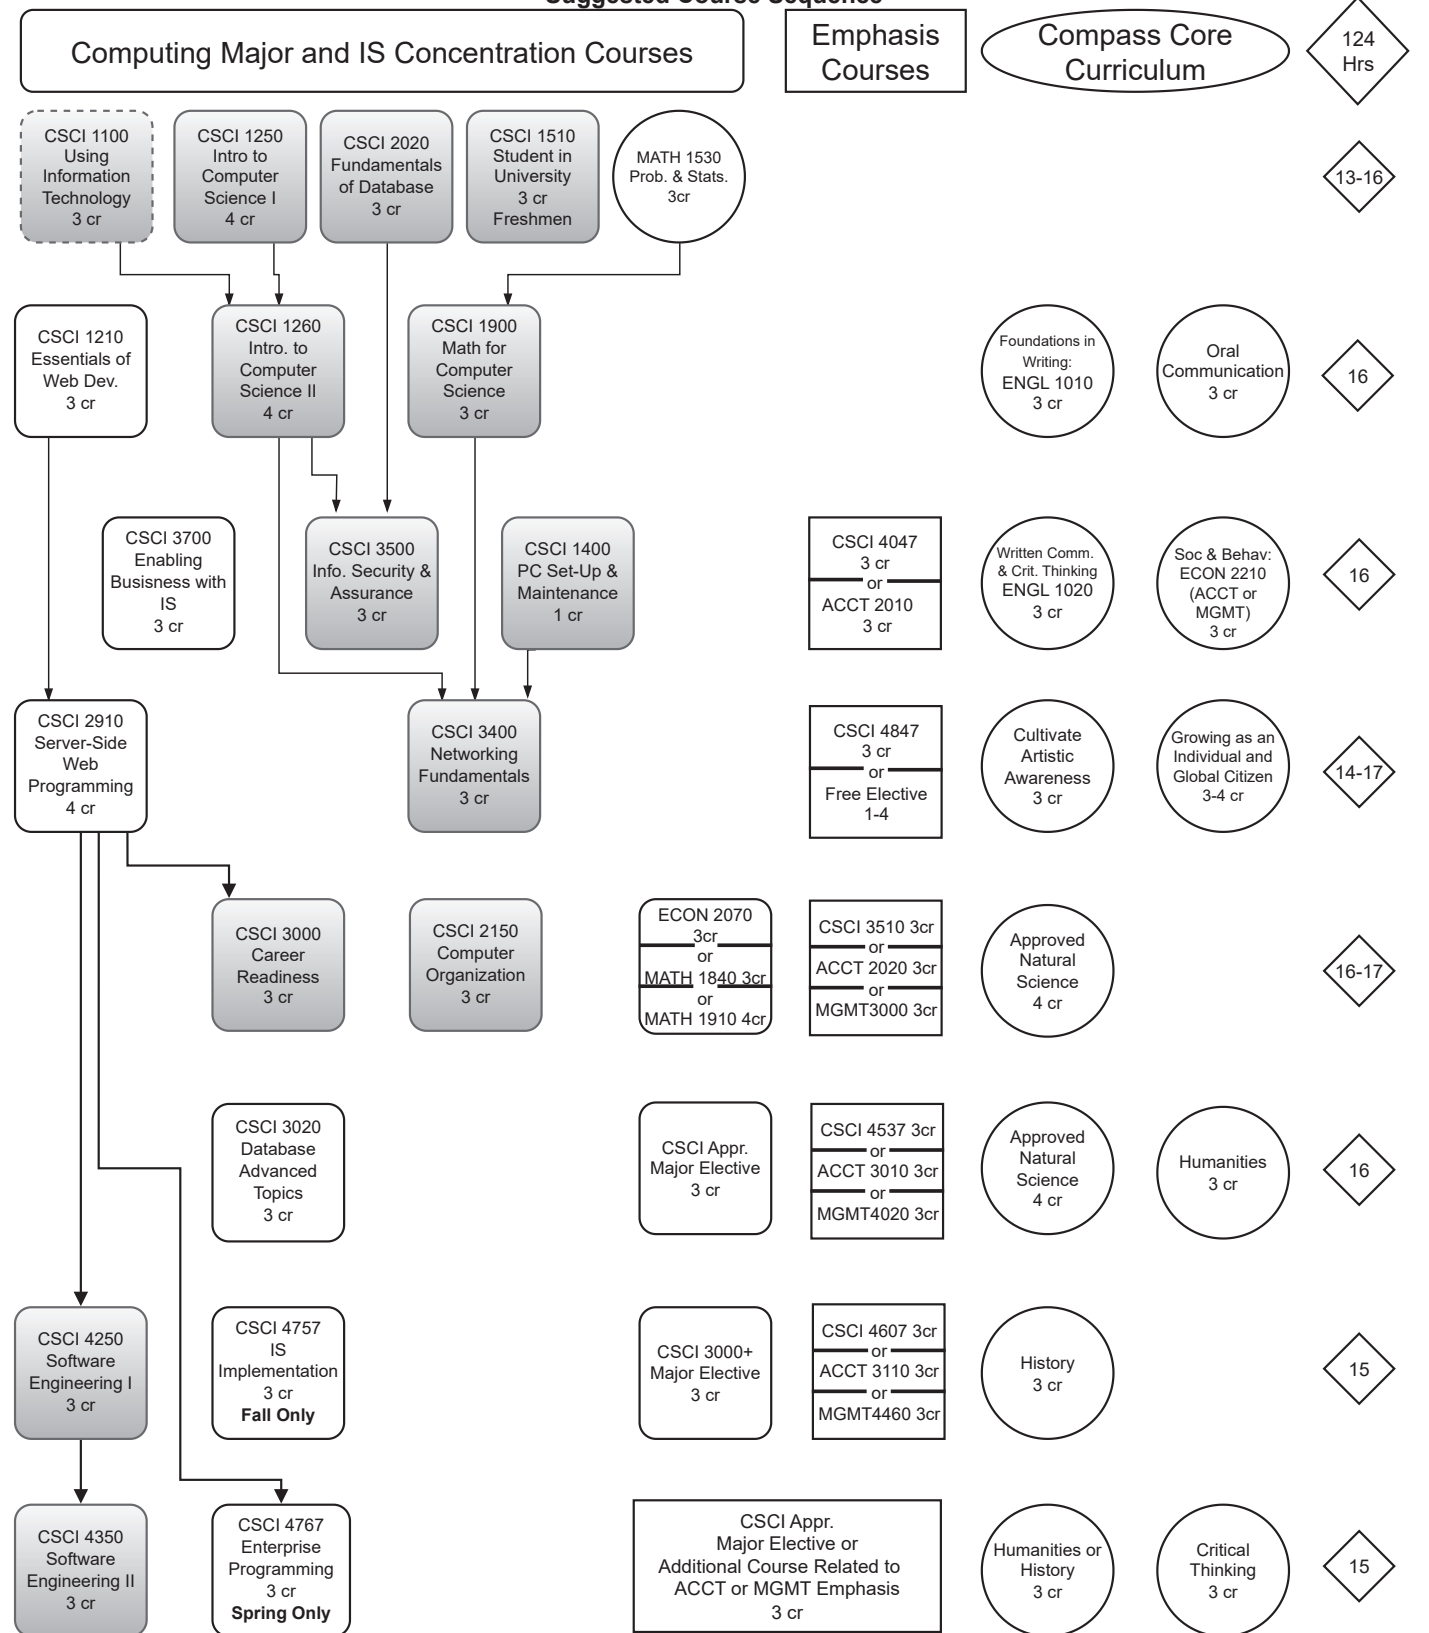 Suggested Course Sequence
Computing Major and IS Concentration Courses
Emphasis
Courses
Compass Core
Curriculum
124
Hrs
CSCI 1100
Using
Information
Technology
3 cr
CSCI 1250
Intro to
Computer
Science I
4 cr
CSCI 2020
Fundamentals
of Database
3 cr
CSCI 1510
Student in
University
3 cr
Freshmen
MATH 1530
Prob. & Stats.
3cr
13-16
CSCI 1210
Essentials of
Web Dev.
3 cr
CSCI 1260
Intro. to
Computer
Science II
4 cr
CSCI 1900
Math for
Computer
Science
3 cr
Foundations in
Writing:
ENGL 1010
3 cr
Oral
Communication
3 cr
16
CSCI 3700
Enabling
Busisness with
IS
3 cr
CSCI 3500
Info. Security &
Assurance
3 cr
CSCI 1400
PC Set-Up &
Maintenance
1 cr
CSCI 4047
3 cr
or
ACCT 2010
3 cr
Written Comm.
& Crit. Thinking
ENGL 1020
3 cr
Soc & Behav:
ECON 2210
(ACCT or
MGMT)
3 cr
16
CSCI 2910
Server-Side
Web
Programming
4 cr
CSCI 3400
Networking
Fundamentals
3 cr
CSCI 4847
3 cr
or
Free Elective
1-4
Cultivate
Artistic
Awareness
3 cr
Growing as an
Individual and
Global Citizen
3-4 cr
14-17
CSCI 3000
Career
Readiness
3 cr
CSCI 2150
Computer
Organization
3 cr
ECON 2070
3cr
or
MATH 1840 3cr
or
MATH 1910 4cr
CSCI 3510 3cr
or
ACCT 2020 3cr
or
MGMT3000 3cr
Approved
Natural
Science
4 cr
16-17
CSCI 3020
Database
Advanced
Topics
3 cr
CSCI Appr.
Major Elective
3 cr
CSCI 4537 3cr
or
ACCT 3010 3cr
or
MGMT4020 3cr
Approved
Natural
Science
4 cr
Humanities
3 cr
16
CSCI 4250
Software
Engineering I
3 cr
CSCI 4757
IS
Implementation
3 cr
Fall Only
CSCI 3000+
Major Elective
3 cr
CSCI 4607 3cr
or
ACCT 3110 3cr
or
MGMT4460 3cr
History
3 cr
15
CSCI 4350
Software
Engineering II
3 cr
CSCI 4767
Enterprise
Programming
3 cr
Spring Only
CSCI Appr.
Major Elective or
Additional Course Related to
ACCT or MGMT Emphasis
3 cr
Humanities or
History
3 cr
Critical
Thinking
3 cr
15